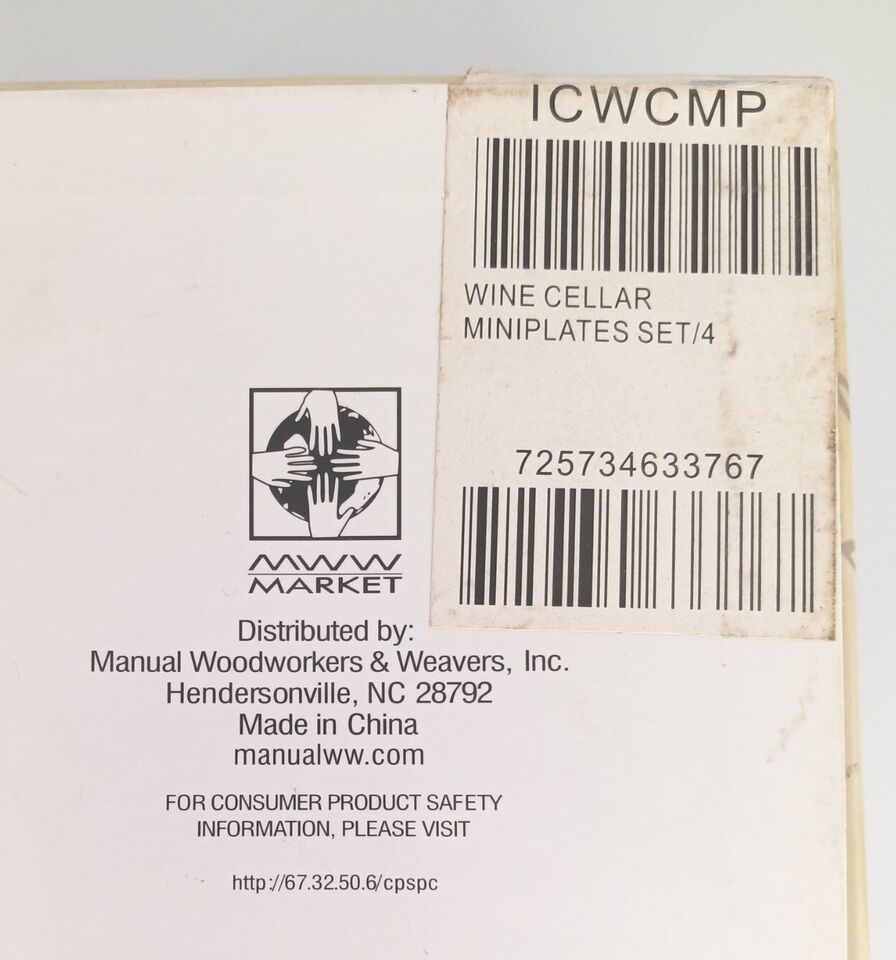 ICWCMP
WINE CELLAR
MINIPLATES SET/4
725734633767
MWW
MARKET
Distributed by:
Manual Woodworkers & Weavers, Inc.
Hendersonville, NC 28792
Made in China
manualww.com
FOR CONSUMER PRODUCT SAFETY
INFORMATION, PLEASE VISIT
http://67.32.50.6/cpspc